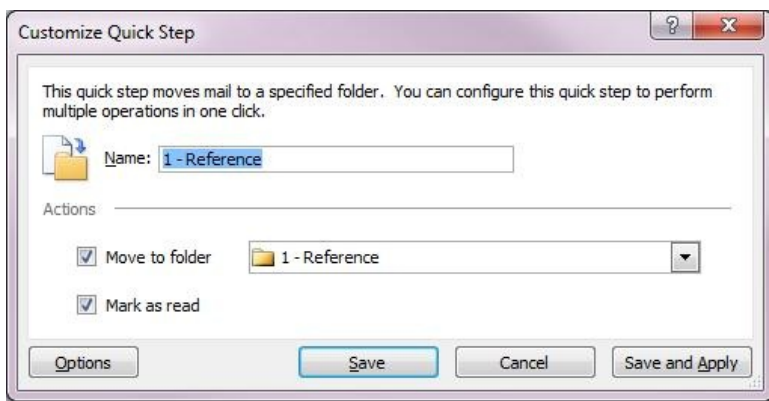 Customize Quick Step
This quick step moves mail to a specified folder. You can configure this quick step to perform
multiple operations in one click.
Name: 1 - Reference
Actions
Move to folder 1 - Reference
Mark as read
Options Save Cancel Save and Apply